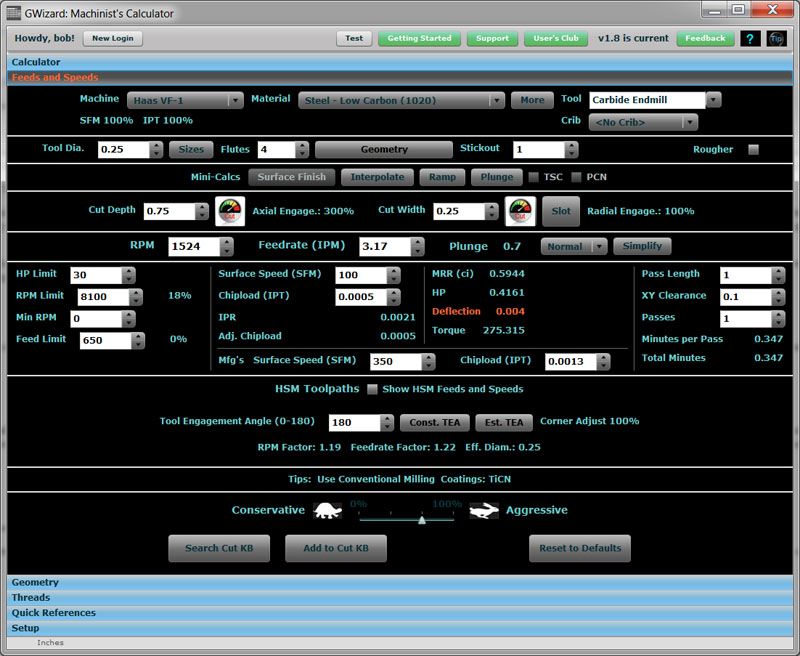 GWizard: Machinist's Calculator
Howdy, bob! New Login Test Getting Started Support User's Club v1.8 is current Feedback ? Tip
Calculator
Feeds and Speeds
Machine Haas VF-1 Material Steel - Low Carbon (1020) More Tool Carbide Endmill
SFM 100% IPT 100% Crib <No Crib>
Tool Dia. 0.25 Sizes Flutes 4 Geometry Stickout 1 Rougher
Mini-Calcs Surface Finish Interpolate Ramp Plunge TSC PCN
Cut Depth 0.75 Cut Axial Engage.: 300% Cut Width 0.25 Cut Slot Radial Engage.: 100%
RPM 1524 Feedrate (IPM) 3.17 Plunge 0.7 Normal Simplify
HP Limit 30 Surface Speed (SFM) 100 MRR (ci) 0.5944 Pass Length 1
RPM Limit 8100 18% Chipload (IPT) 0.0005 HP 0.4161 XY Clearance 0.1
Min RPM 0 IPR 0.0021 Deflection 0.004 Passes 1
Feed Limit 650 0% Adj. Chipload 0.0005 Torque 275.315 Minutes per Pass 0.347
Mfg's Surface Speed (SFM) 350 Chipload (IPT) 0.0013 Total Minutes 0.347
HSM Toolpaths Show HSM Feeds and Speeds
Tool Engagement Angle (0-180) 180 Const. TEA Est. TEA Corner Adjust 100%
RPM Factor: 1.19 Feedrate Factor: 1.22 Eff. Diam.: 0.25
Tips: Use Conventional Milling Coatings: TiCN
Conservative 0% 100% Aggressive
Search Cut KB Add to Cut KB Reset to Defaults
Geometry
Threads
Quick References
Setup
Inches